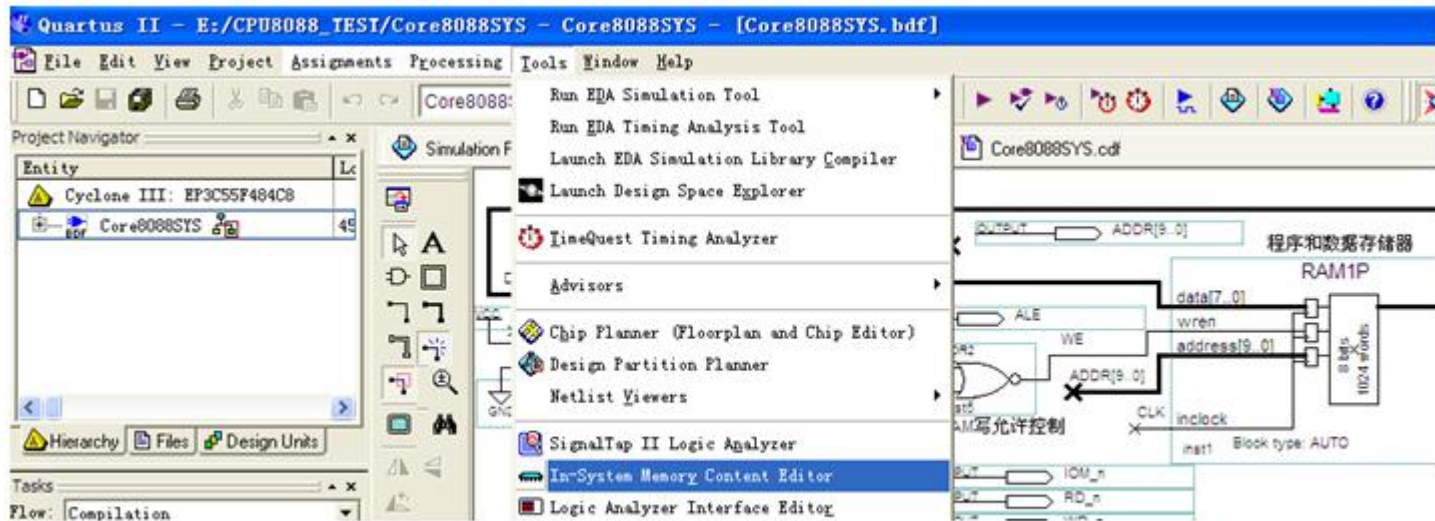 Quartus II - E:/CPU8088_TEST/Core8088SYS - Core8088SYS - [Core8088SYS.bdf]
File Edit View Project Assignments Processing Tools Window Help
Core8088
Project Navigator
Entity
Cyclone III: EP3C55F484C8
Core8088SYS
45
Hierarchy Files Design Units
Tasks
Flow: Compilation
Simulation
Run EDA Simulation Tool
Run EDA Timing Analysis Tool
Launch EDA Simulation Library Compiler
Launch Design Space Explorer
TimeQuest Timing Analyzer
Advisors
Chip Planner (Floorplan and Chip Editor)
Design Partition Planner
Netlist Viewers
SignalTap II Logic Analyzer
In-System Memory Content Editor
Logic Analyzer Interface Editor
Core8088SYS.cdf
OUTPUT ADDR[9..0]
程序和数据存储器
RAM1P
data[7..0]
ALE
wren
WE
address[9..0]
8 bits
1024 words
ADDR[9..0]
CLK
inclock
写允许控制
inst1 Block type: AUTO
IOM_n
RD_n